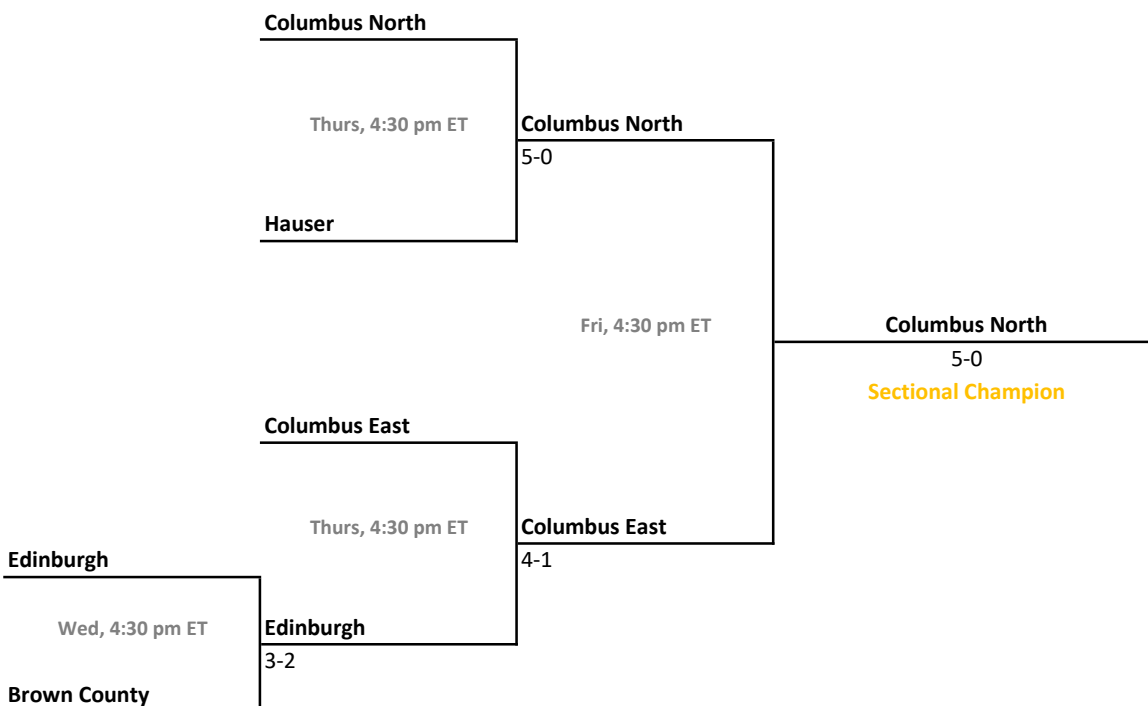 Columbus North
Thurs, 4:30 pm ET
Columbus North
5-0
Hauser
Fri, 4:30 pm ET
Columbus North
5-0
Sectional Champion
Columbus East
Thurs, 4:30 pm ET
Columbus East
4-1
Edinburgh
Wed, 4:30 pm ET
Edinburgh
3-2
Brown County